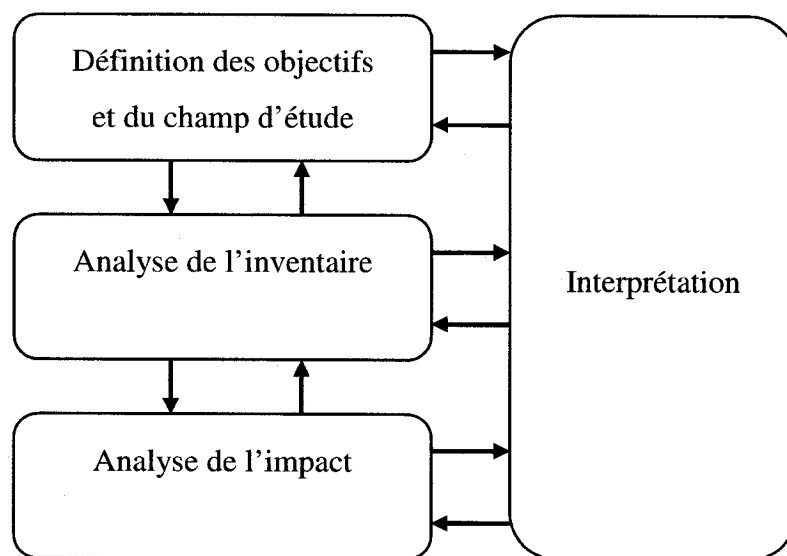 Définition des objectifs
et du champ d'étude
Analyse de l'inventaire
Interprétation
Analyse de l'impact